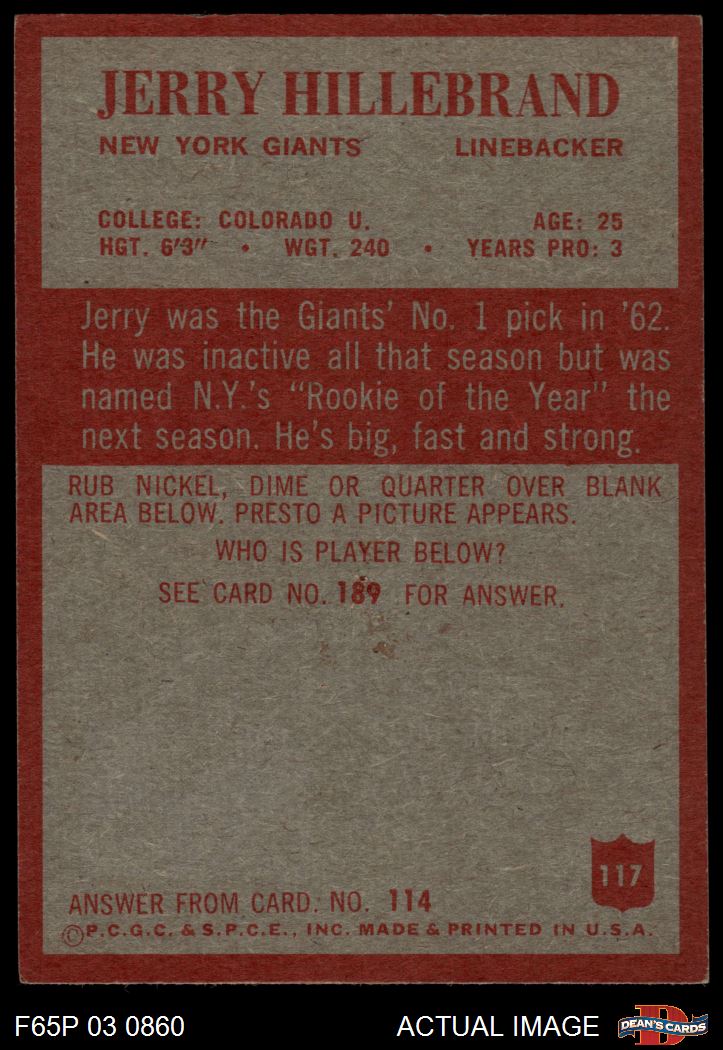 JERRY HILLEBRAND
NEW YORK GIANTS LINEBACKER
COLLEGE: COLORADO U. AGE: 25
HGT. 6'3" • WGT. 240 • YEARS PRO: 3
Jerry was the Giants' No. 1 pick in '62.
He was inactive all that season but was
named N.Y.'s "Rookie of the Year" the
next season. He's big, fast and strong.
RUB NICKEL, DIME OR QUARTER OVER BLANK
AREA BELOW. PRESTO A PICTURE APPEARS.
WHO IS PLAYER BELOW?
SEE CARD NO. 189 FOR ANSWER.
117
ANSWER FROM CARD. NO. 114
©P.C.G.C. & S.P.C.E., INC. MADE & PRINTED IN U.S.A.
F65P 03 0860 ACTUAL IMAGE
D
DEAN'S CARDS